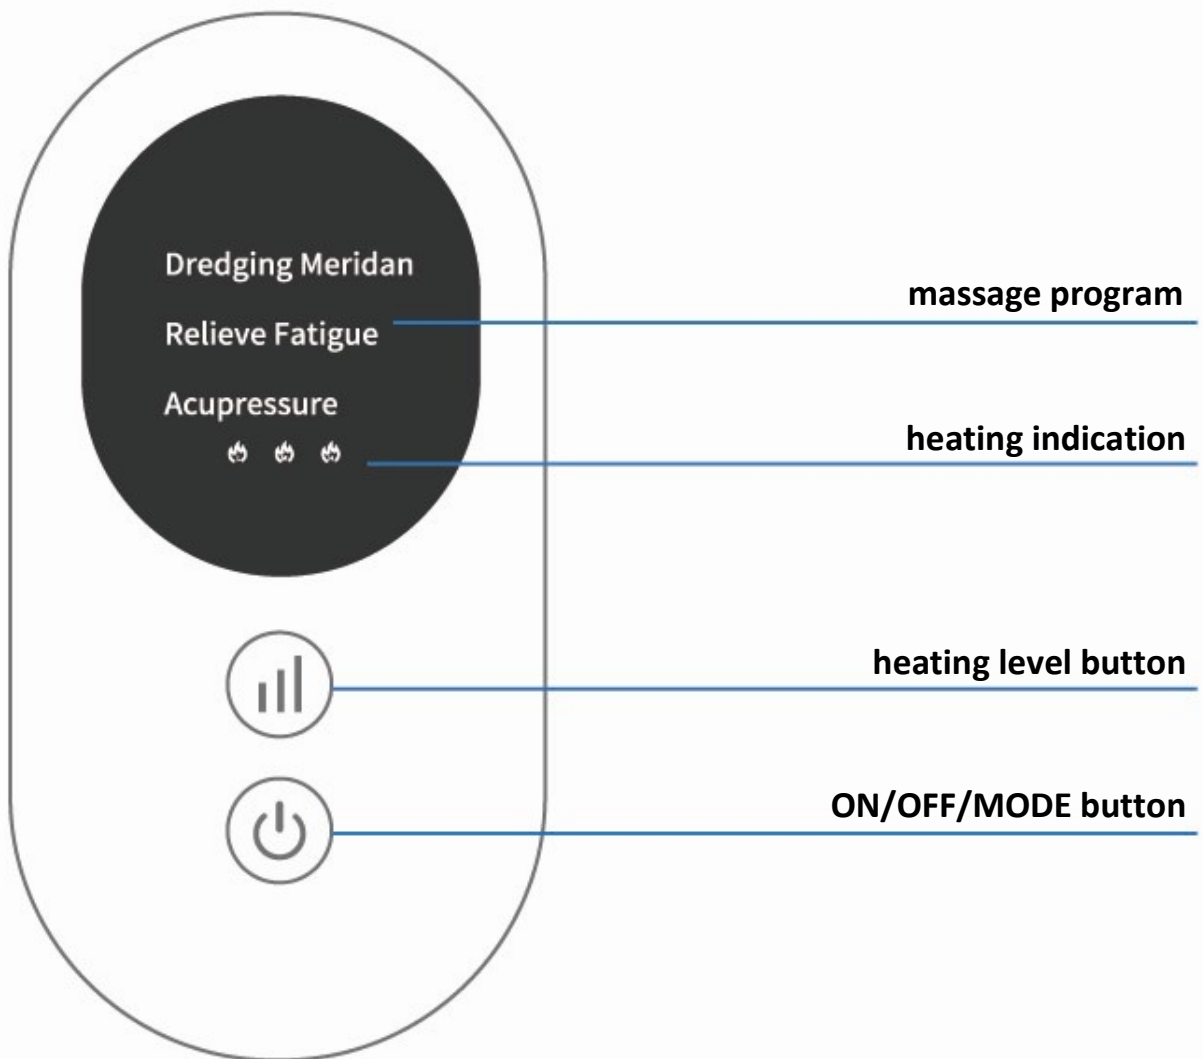 Dredging Meridan
massage program
Relieve Fatigue
Acupressure
heating indication
heating level button
ON/OFF/MODE button